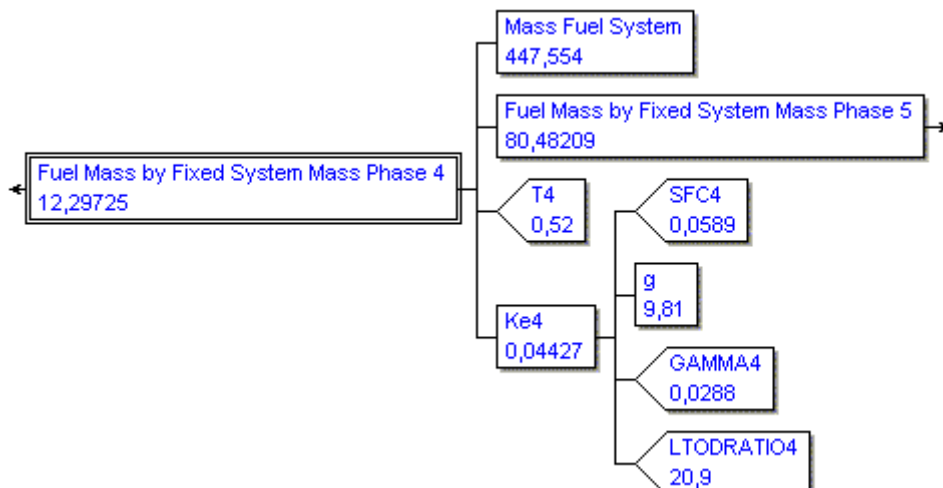 Mass Fuel System
447,554
Fuel Mass by Fixed System Mass Phase 5
80,48209
Fuel Mass by Fixed System Mass Phase 4
12,29725
T4
0,52
SFC4
0,0589
g
9,81
Ke4
0,04427
GAMMA4
0,0288
LTODRATIO4
20,9